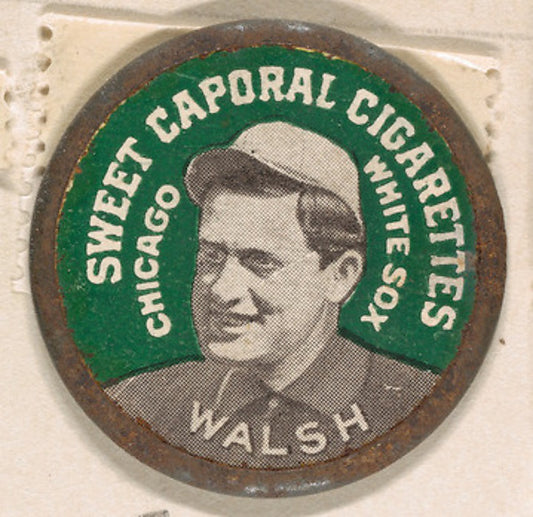 SWEET CAPORAL CIGARETTES
CHICAGO
WHITE SOX
WALSH